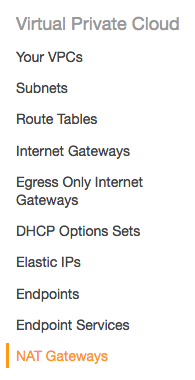 Virtual Private Cloud
Your VPCs
Subnets
Route Tables
Internet Gateways
Egress Only Internet
Gateways
DHCP Options Sets
Elastic IPs
Endpoints
Endpoint Services
NAT Gateways